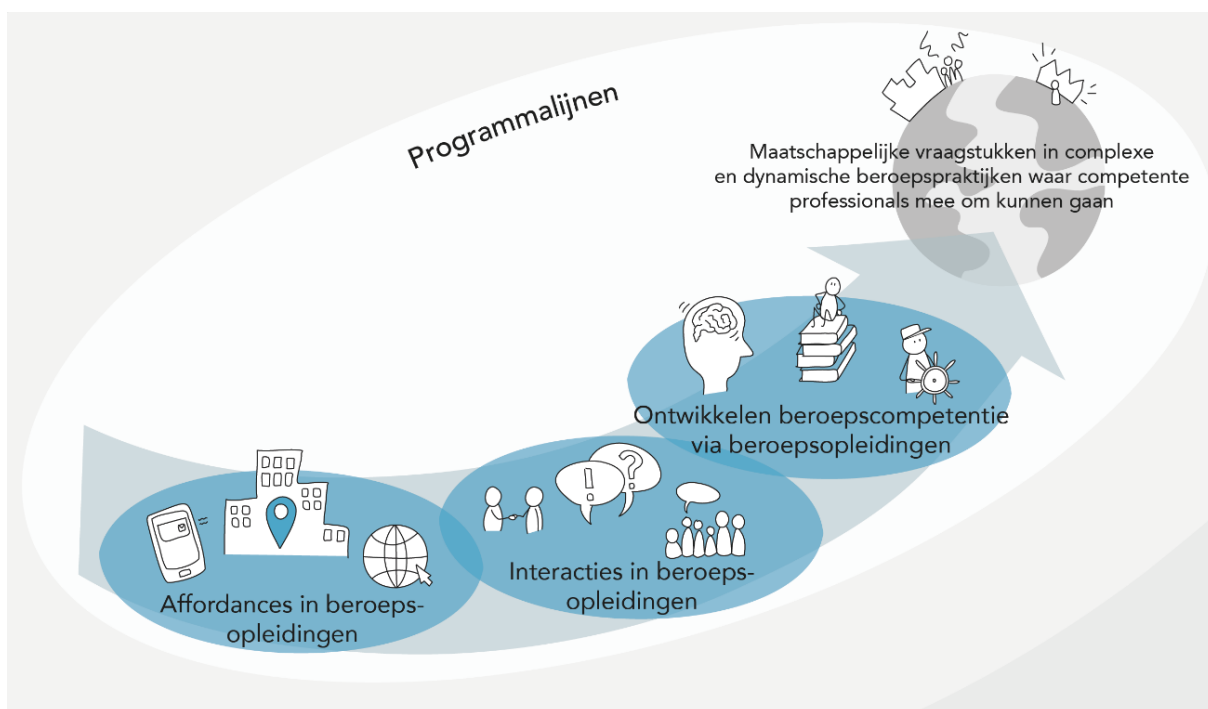 Programmalijnen
Maatschappelijke vraagstukken in complexe
en dynamische beroepspraktijken waar competente
professionals mee om kunnen gaan
Ontwikkelen beroepscompetentie
via beroepsopleidingen
Interacties in beroeps-
opleidingen
Affordances in beroeps-
opleidingen
! ?